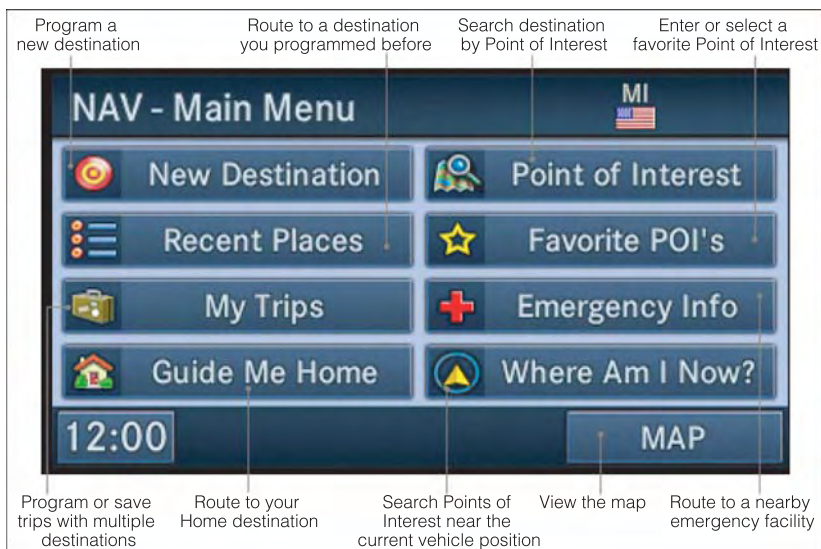 Program a
new destination
Route to a destination
you programmed before
Search destination
by Point of Interest
Enter or select a
favorite Point of Interest
NAV - Main Menu
MI
New Destination
Point of Interest
Recent Places
Favorite POI's
My Trips
Emergency Info
Guide Me Home
Where Am I Now?
12:00
MAP
Program or save
trips with multiple
destinations
Route to your
Home destination
Search Points of
Interest near the
current vehicle position
View the map
Route to a nearby
emergency facility